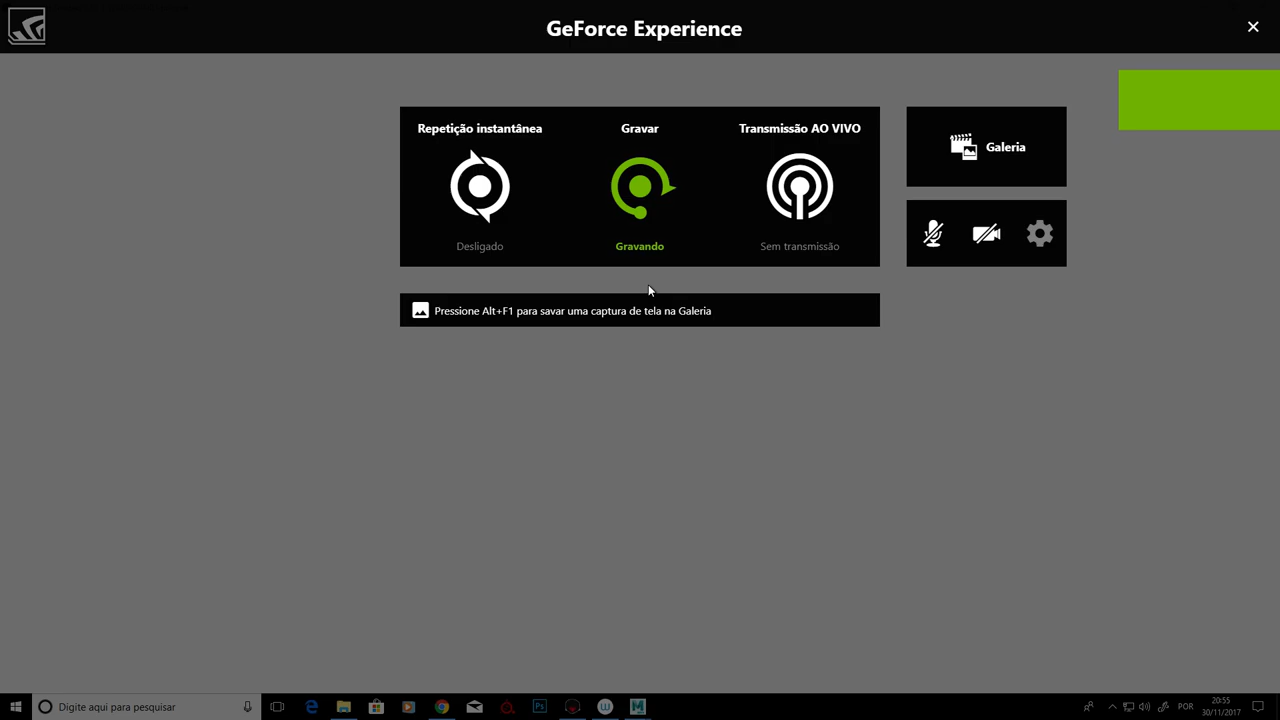 GeForce Experience
Repetição instantânea
Gravar
Transmissão AO VIVO
Desligado
Gravando
Sem transmissão
Galeria
Pressione Alt+F1 para savar uma captura de tela na Galeria
Digite aqui para pesquisar
Ps
W
M
POR
20:55
30/11/2017